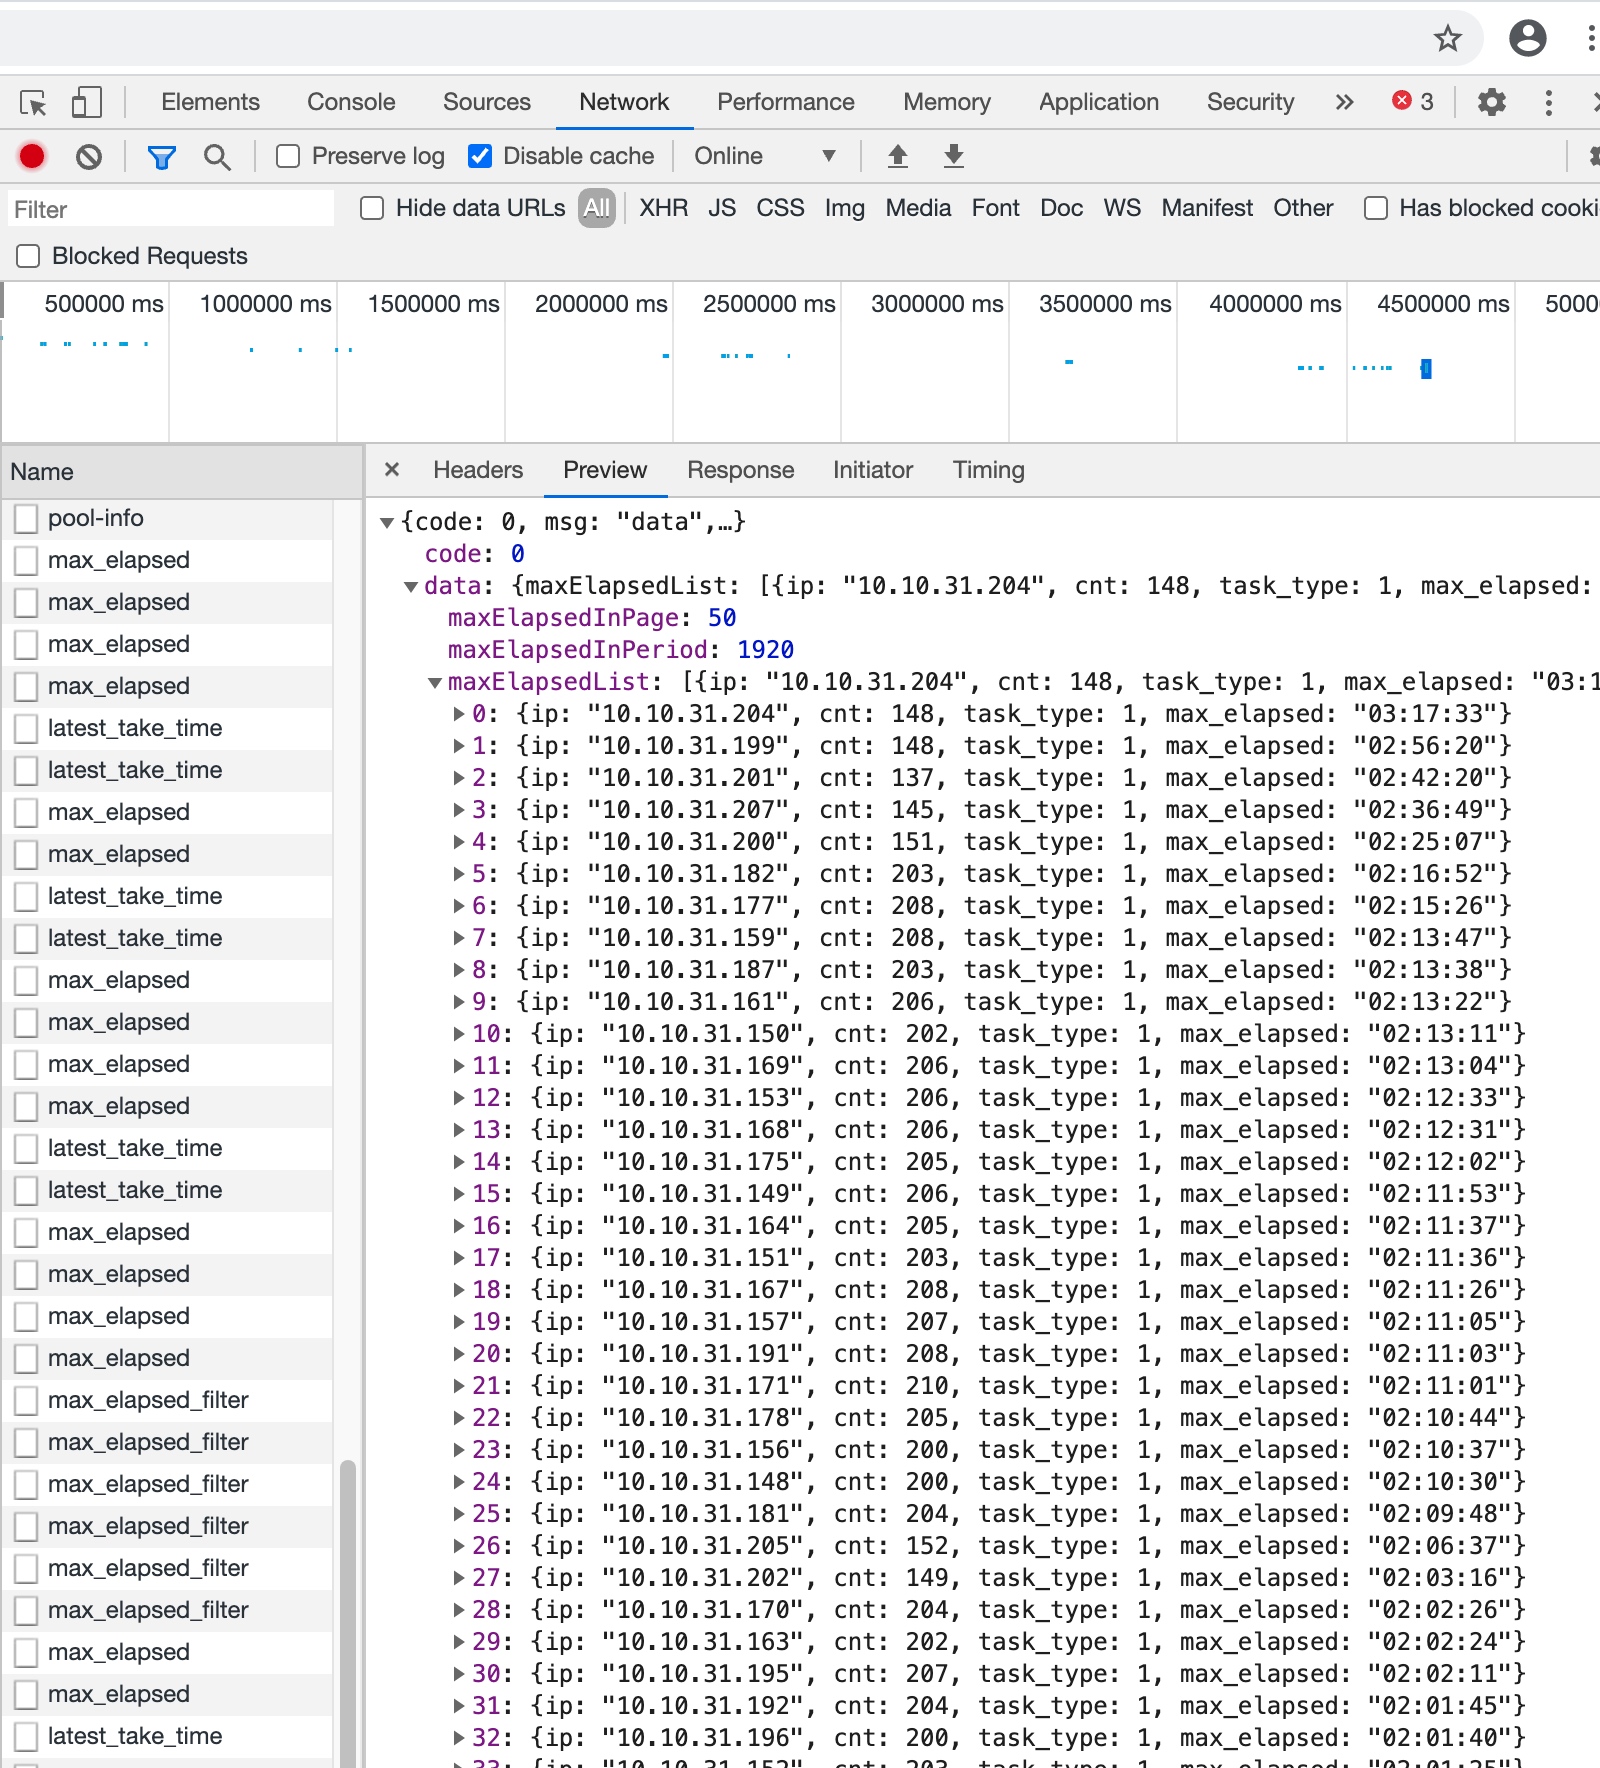 Elements Console Sources Network Performance Memory Application Security » 3
Preserve log Disable cache Online
Filter Hide data URLs All XHR JS CSS Img Media Font Doc WS Manifest Other Has blocked cooki
Blocked Requests
500000 ms 1000000 ms 1500000 ms 2000000 ms 2500000 ms 3000000 ms 3500000 ms 4000000 ms 4500000 ms 5000
Name
pool-info
max_elapsed
max_elapsed
max_elapsed
max_elapsed
latest_take_time
latest_take_time
max_elapsed
max_elapsed
latest_take_time
latest_take_time
max_elapsed
max_elapsed
max_elapsed
max_elapsed
latest_take_time
latest_take_time
max_elapsed
max_elapsed
max_elapsed
max_elapsed
max_elapsed_filter
max_elapsed_filter
max_elapsed_filter
max_elapsed_filter
max_elapsed_filter
max_elapsed_filter
max_elapsed
max_elapsed
latest_take_time
× Headers Preview Response Initiator Timing
{code: 0, msg: "data",…}
code: 0
data: {maxElapsedList: [{ip: "10.10.31.204", cnt: 148, task_type: 1, max_elapsed:
maxElapsedInPage: 50
maxElapsedInPeriod: 1920
maxElapsedList: [{ip: "10.10.31.204", cnt: 148, task_type: 1, max_elapsed: "03:1
0: {ip: "10.10.31.204", cnt: 148, task_type: 1, max_elapsed: "03:17:33"}
1: {ip: "10.10.31.199", cnt: 148, task_type: 1, max_elapsed: "02:56:20"}
2: {ip: "10.10.31.201", cnt: 137, task_type: 1, max_elapsed: "02:42:20"}
3: {ip: "10.10.31.207", cnt: 145, task_type: 1, max_elapsed: "02:36:49"}
4: {ip: "10.10.31.200", cnt: 151, task_type: 1, max_elapsed: "02:25:07"}
5: {ip: "10.10.31.182", cnt: 203, task_type: 1, max_elapsed: "02:16:52"}
6: {ip: "10.10.31.177", cnt: 208, task_type: 1, max_elapsed: "02:15:26"}
7: {ip: "10.10.31.159", cnt: 208, task_type: 1, max_elapsed: "02:13:47"}
8: {ip: "10.10.31.187", cnt: 203, task_type: 1, max_elapsed: "02:13:38"}
9: {ip: "10.10.31.161", cnt: 206, task_type: 1, max_elapsed: "02:13:22"}
10: {ip: "10.10.31.150", cnt: 202, task_type: 1, max_elapsed: "02:13:11"}
11: {ip: "10.10.31.169", cnt: 206, task_type: 1, max_elapsed: "02:13:04"}
12: {ip: "10.10.31.153", cnt: 206, task_type: 1, max_elapsed: "02:12:33"}
13: {ip: "10.10.31.168", cnt: 206, task_type: 1, max_elapsed: "02:12:31"}
14: {ip: "10.10.31.175", cnt: 205, task_type: 1, max_elapsed: "02:12:02"}
15: {ip: "10.10.31.149", cnt: 206, task_type: 1, max_elapsed: "02:11:53"}
16: {ip: "10.10.31.164", cnt: 205, task_type: 1, max_elapsed: "02:11:37"}
17: {ip: "10.10.31.151", cnt: 203, task_type: 1, max_elapsed: "02:11:36"}
18: {ip: "10.10.31.167", cnt: 208, task_type: 1, max_elapsed: "02:11:26"}
19: {ip: "10.10.31.157", cnt: 207, task_type: 1, max_elapsed: "02:11:05"}
20: {ip: "10.10.31.191", cnt: 208, task_type: 1, max_elapsed: "02:11:03"}
21: {ip: "10.10.31.171", cnt: 210, task_type: 1, max_elapsed: "02:11:01"}
22: {ip: "10.10.31.178", cnt: 205, task_type: 1, max_elapsed: "02:10:44"}
23: {ip: "10.10.31.156", cnt: 200, task_type: 1, max_elapsed: "02:10:37"}
24: {ip: "10.10.31.148", cnt: 200, task_type: 1, max_elapsed: "02:10:30"}
25: {ip: "10.10.31.181", cnt: 204, task_type: 1, max_elapsed: "02:09:48"}
26: {ip: "10.10.31.205", cnt: 152, task_type: 1, max_elapsed: "02:06:37"}
27: {ip: "10.10.31.202", cnt: 149, task_type: 1, max_elapsed: "02:03:16"}
28: {ip: "10.10.31.170", cnt: 204, task_type: 1, max_elapsed: "02:02:26"}
29: {ip: "10.10.31.163", cnt: 202, task_type: 1, max_elapsed: "02:02:24"}
30: {ip: "10.10.31.195", cnt: 207, task_type: 1, max_elapsed: "02:02:11"}
31: {ip: "10.10.31.192", cnt: 204, task_type: 1, max_elapsed: "02:01:45"}
32: {ip: "10.10.31.196", cnt: 200, task_type: 1, max_elapsed: "02:01:40"}